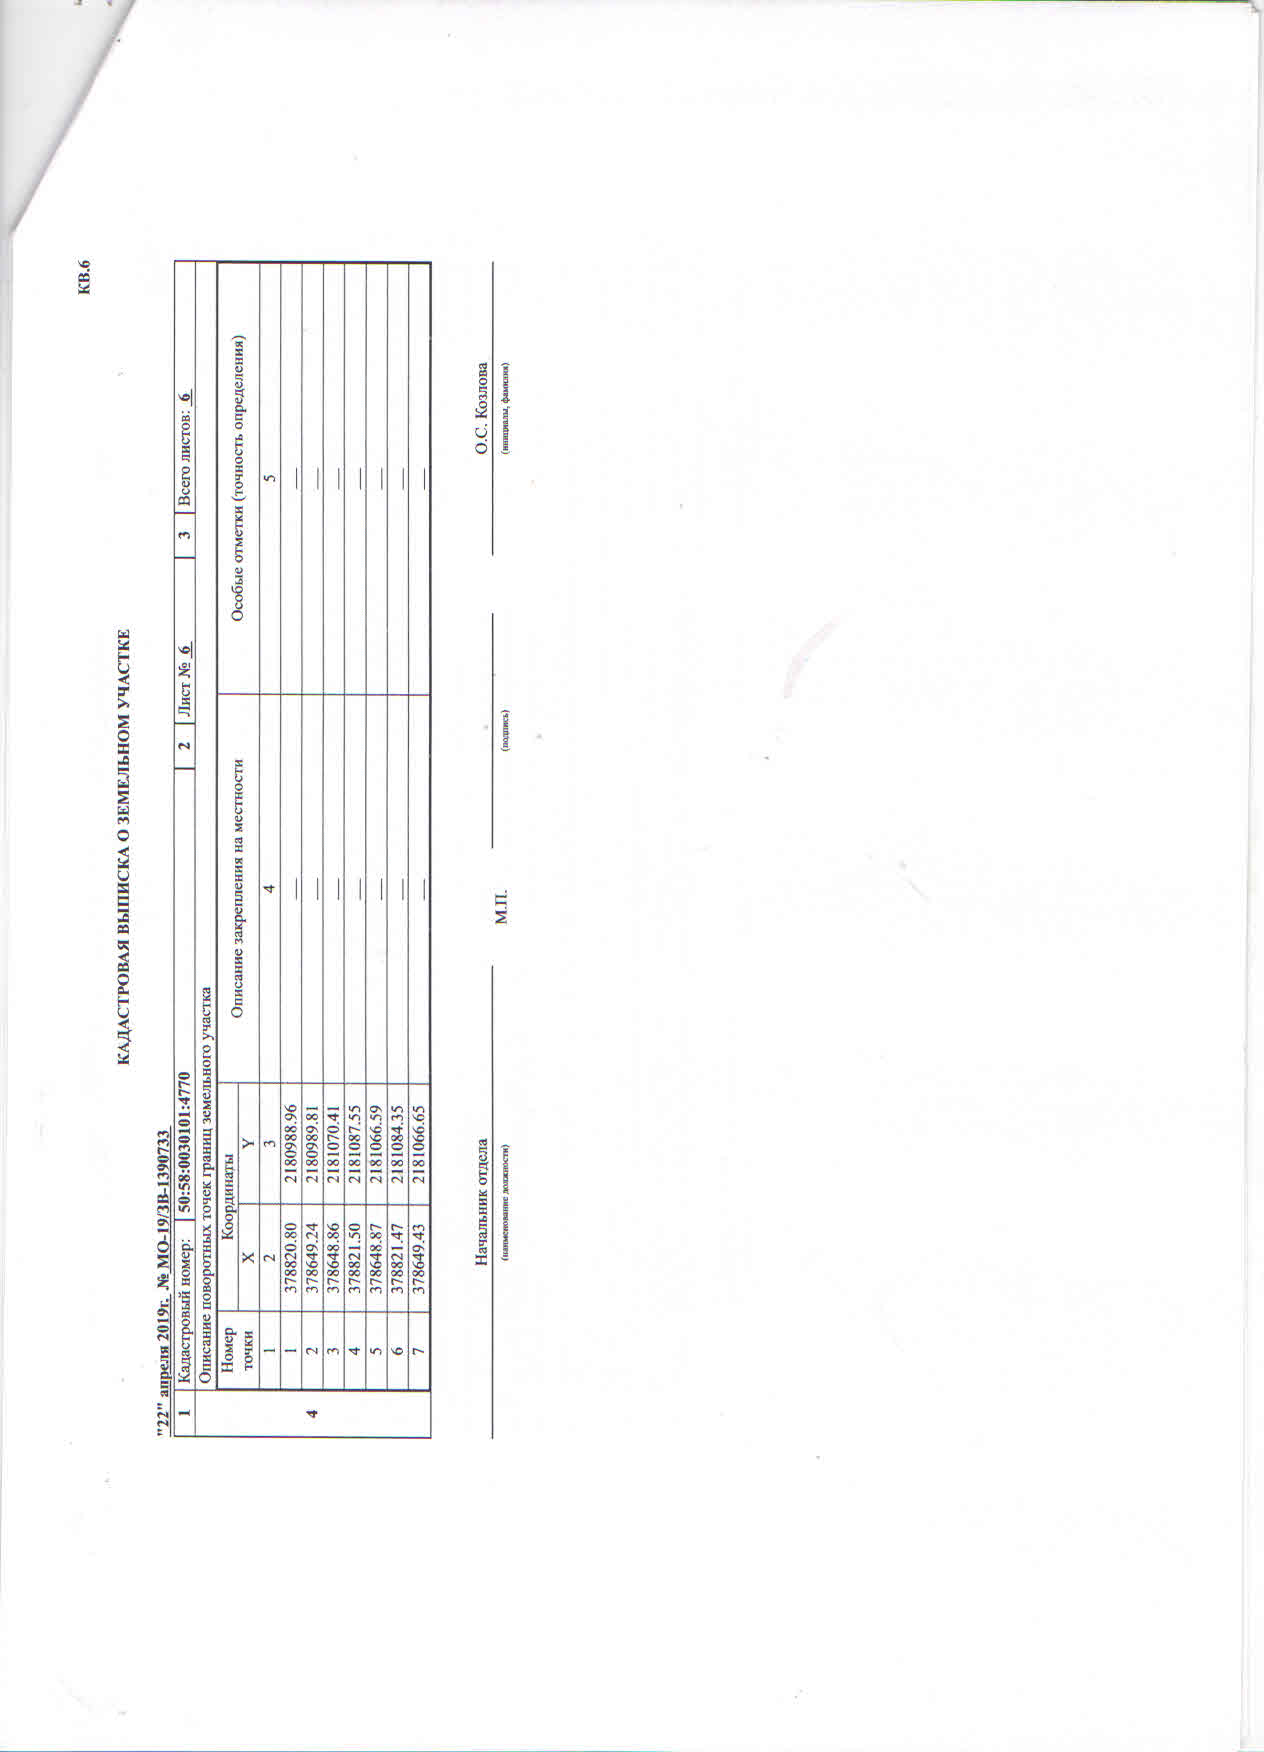 КВ.6
КАДАСТРОВАЯ ВЫПИСКА О ЗЕМЕЛЬНОМ УЧАСТКЕ
"22" апреля 2019г. № МО-19/ЗВ-1390733
1 Кадастровый номер: 50:58:0030101:4770 2 Лист № 6 3 Всего листов: 6
4 Описание поворотных точек границ земельного участка
Номер точки Координаты Описание закрепления на местности Особые отметки (точность определения)
X Y
1 2 3 4 5
1 378820.80 2180988.96 — —
2 378649.24 2180989.81 — —
3 378648.86 2181070.41 — —
4 378821.50 2181087.55 — —
5 378648.87 2181066.59 — —
6 378821.47 2181084.35 — —
7 378649.43 2181066.65 — —
Начальник отдела О.С. Козлова
(наименование должности) М.П. (подпись) (инициалы, фамилия)